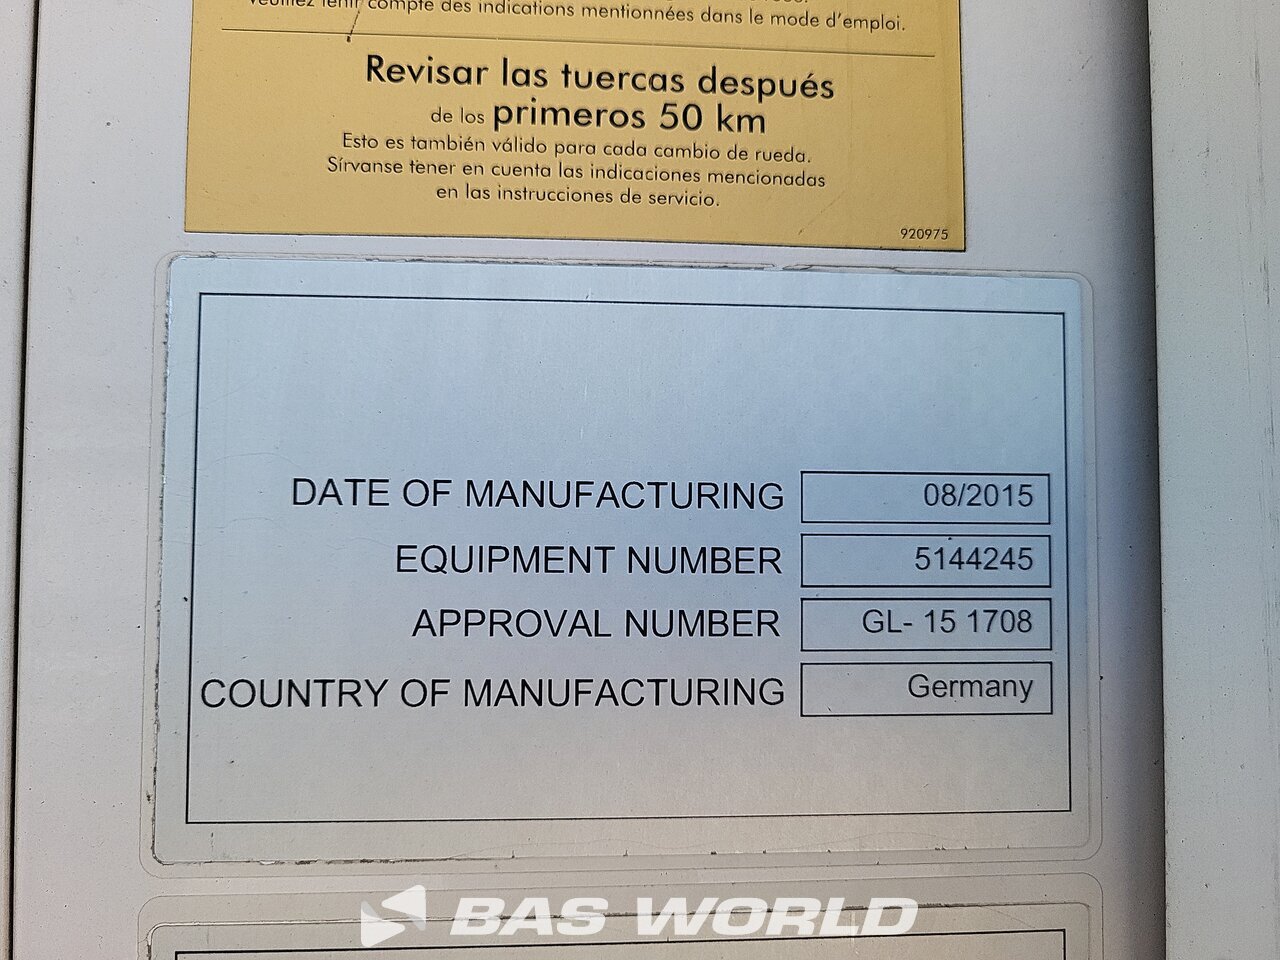 Veuillez tenir compte des indications mentionnées dans le mode d'emploi.
Revisar las tuercas después
de los primeros 50 km
Esto es también válido para cada cambio de rueda.
Sírvanse tener en cuenta las indicaciones mencionadas
en las instrucciones de servicio.
920975
DATE OF MANUFACTURING 08/2015
EQUIPMENT NUMBER 5144245
APPROVAL NUMBER GL- 15 1708
COUNTRY OF MANUFACTURING Germany
BAS WORLD